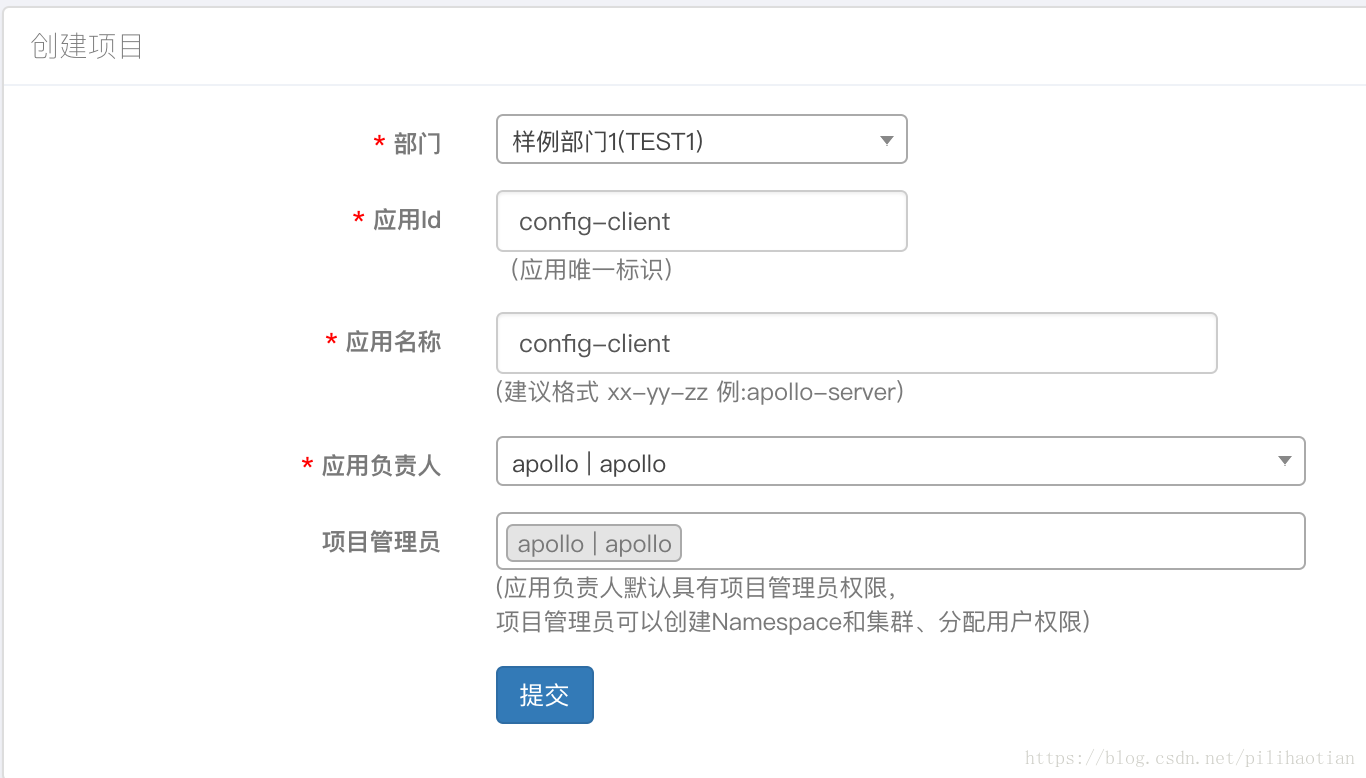 创建项目
* 部门
样例部门1(TEST1)
* 应用Id
config-client
(应用唯一标识)
* 应用名称
config-client
(建议格式 xx-yy-zz 例:apollo-server)
* 应用负责人
apollo | apollo
项目管理员
apollo | apollo
(应用负责人默认具有项目管理员权限,
项目管理员可以创建Namespace和集群、分配用户权限)
提交
https://blog.csdn.net/pilihaotian